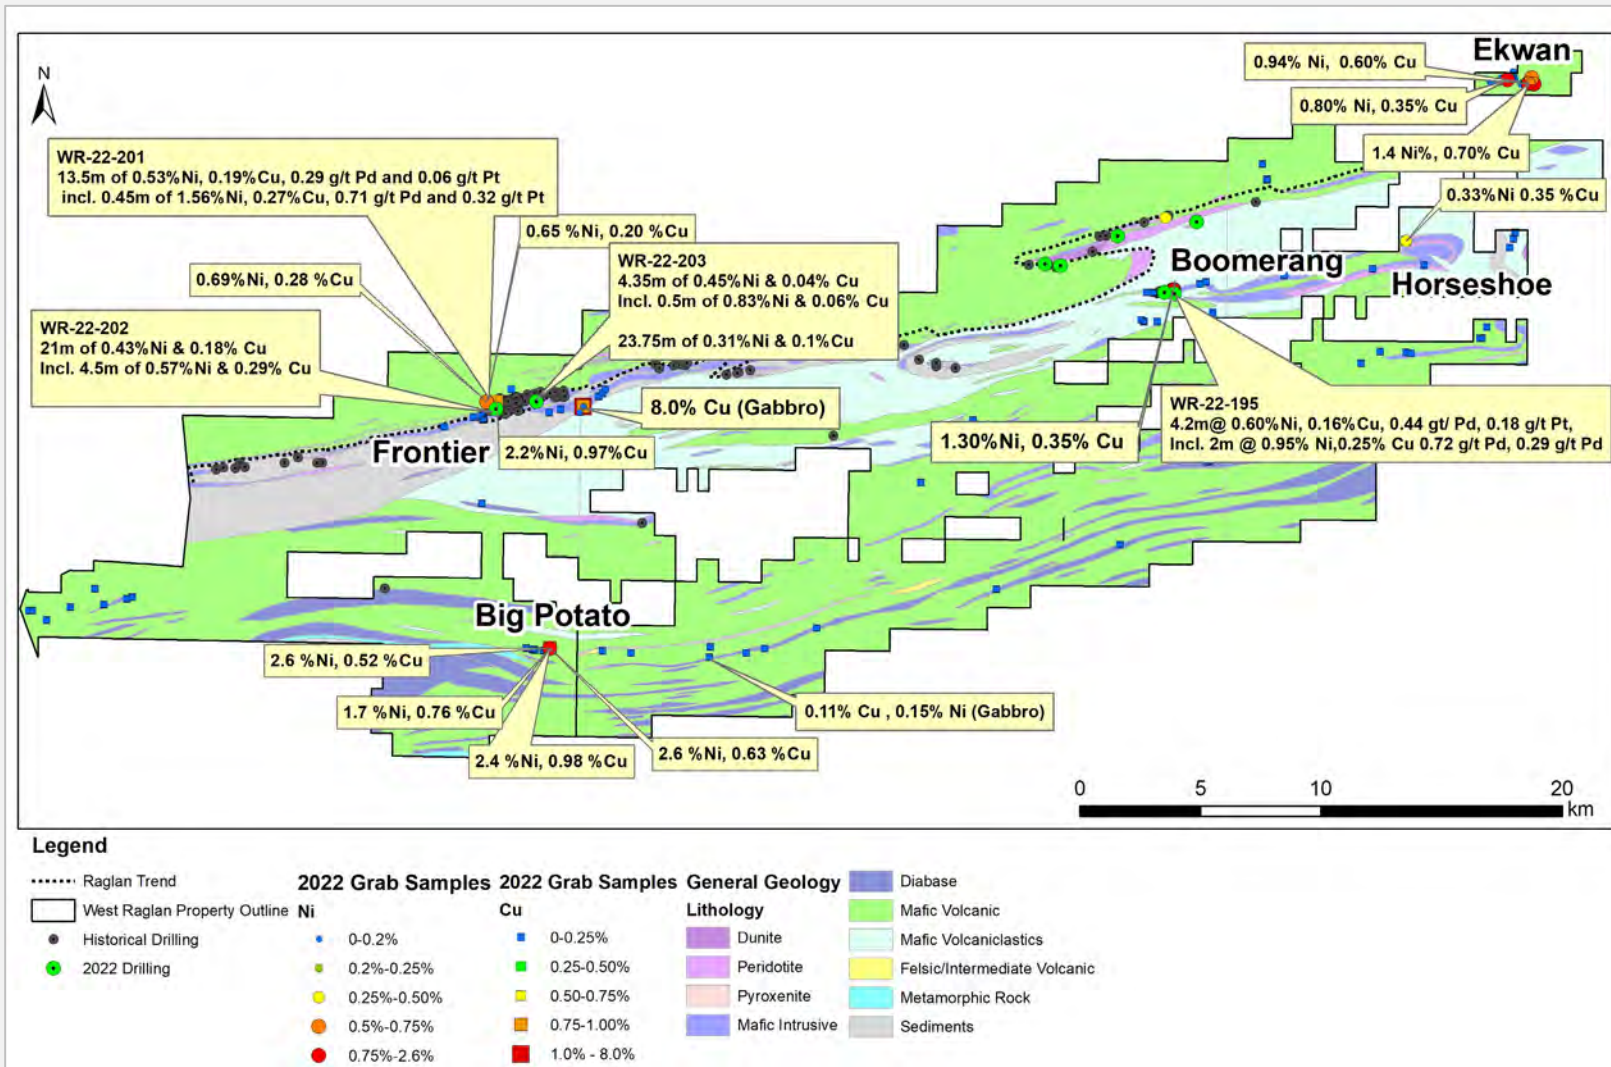 Ekwan
0.94% Ni, 0.60% Cu
0.80% Ni, 0.35% Cu
1.4 Ni%, 0.70% Cu
N
WR-22-201
13.5m of 0.53%Ni, 0.19%Cu, 0.29 g/t Pd and 0.06 g/t Pt
incl. 0.45m of 1.56%Ni, 0.27%Cu, 0.71 g/t Pd and 0.32 g/t Pt
0.33%Ni 0.35 %Cu
0.65 %Ni, 0.20 %Cu
WR-22-203
4.35m of 0.45%Ni & 0.04% Cu
Incl. 0.5m of 0.83%Ni & 0.06% Cu
23.75m of 0.31%Ni & 0.1%Cu
0.69%Ni, 0.28 %Cu
Boomerang
Horseshoe
WR-22-202
21m of 0.43%Ni & 0.18% Cu
Incl. 4.5m of 0.57%Ni & 0.29% Cu
8.0% Cu (Gabbro)
WR-22-195
4.2m@ 0.60%Ni, 0.16%Cu, 0.44 gt/ Pd, 0.18 g/t Pt,
Incl. 2m @ 0.95% Ni,0.25% Cu 0.72 g/t Pd, 0.29 g/t Pd
1.30%Ni, 0.35% Cu
Frontier
2.2%Ni, 0.97%Cu
Big Potato
2.6 %Ni, 0.52 %Cu
1.7 %Ni, 0.76 %Cu
0.11% Cu , 0.15% Ni (Gabbro)
2.4 %Ni, 0.98 %Cu
2.6 %Ni, 0.63 %Cu
0 5 10 20
km
Legend
Raglan Trend
West Raglan Property Outline
Historical Drilling
2022 Drilling
2022 Grab Samples
Ni
0-0.2%
0.2%-0.25%
0.25%-0.50%
0.5%-0.75%
0.75%-2.6%
2022 Grab Samples
Cu
0-0.25%
0.25-0.50%
0.50-0.75%
0.75-1.00%
1.0% - 8.0%
General Geology
Lithology
Dunite
Peridotite
Pyroxenite
Mafic Intrusive
Diabase
Mafic Volcanic
Mafic Volcaniclastics
Felsic/Intermediate Volcanic
Metamorphic Rock
Sediments